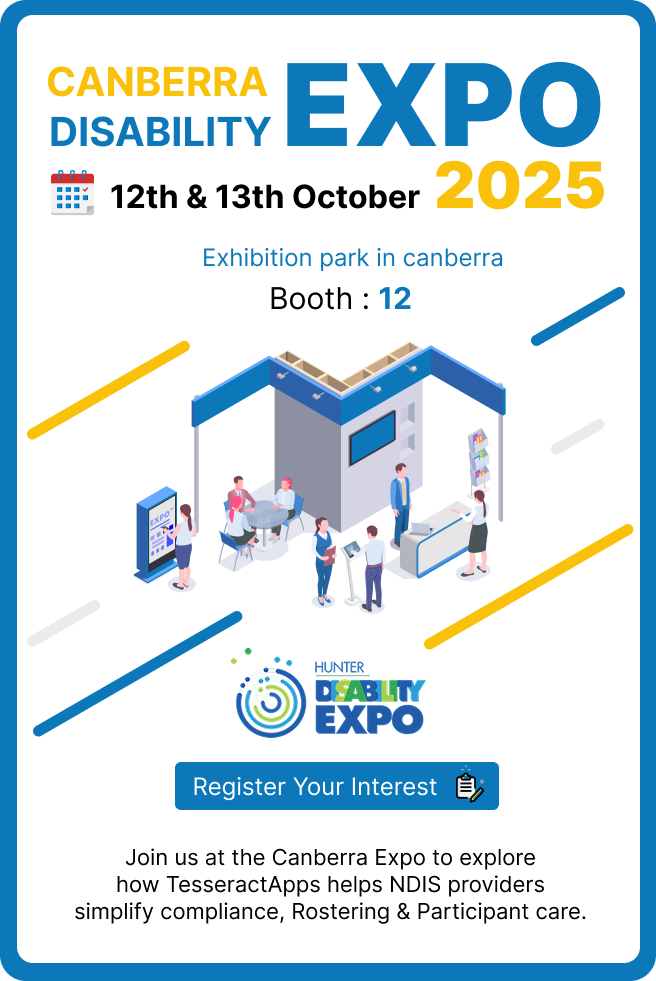 CANBERRA
DISABILITY
EXPO
12th & 13th October
2025
Exhibition park in canberra
Booth : 12
EXPO
HUNTER
DISABILITY
EXPO
Register Your Interest
Join us at the Canberra Expo to explore
how TesseractApps helps NDIS providers
simplify compliance, Rostering & Participant care.